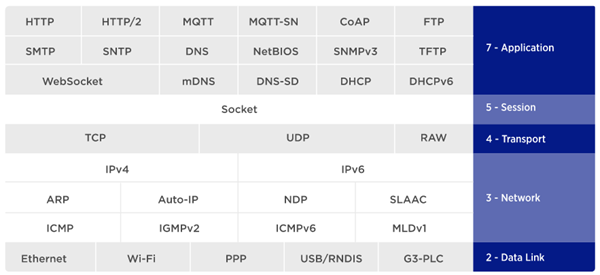 HTTP HTTP/2 MQTT MQTT-SN CoAP FTP
SMTP SNTP DNS NetBIOS SNMPv3 TFTP
7 - Application
WebSocket mDNS DNS-SD DHCP DHCPv6
Socket 5 - Session
TCP UDP RAW 4 - Transport
IPv4 IPv6
ARP Auto-IP NDP SLAAC
3 - Network
ICMP IGMPv2 ICMPv6 MLDv1
Ethernet Wi-Fi PPP USB/RNDIS G3-PLC 2 - Data Link